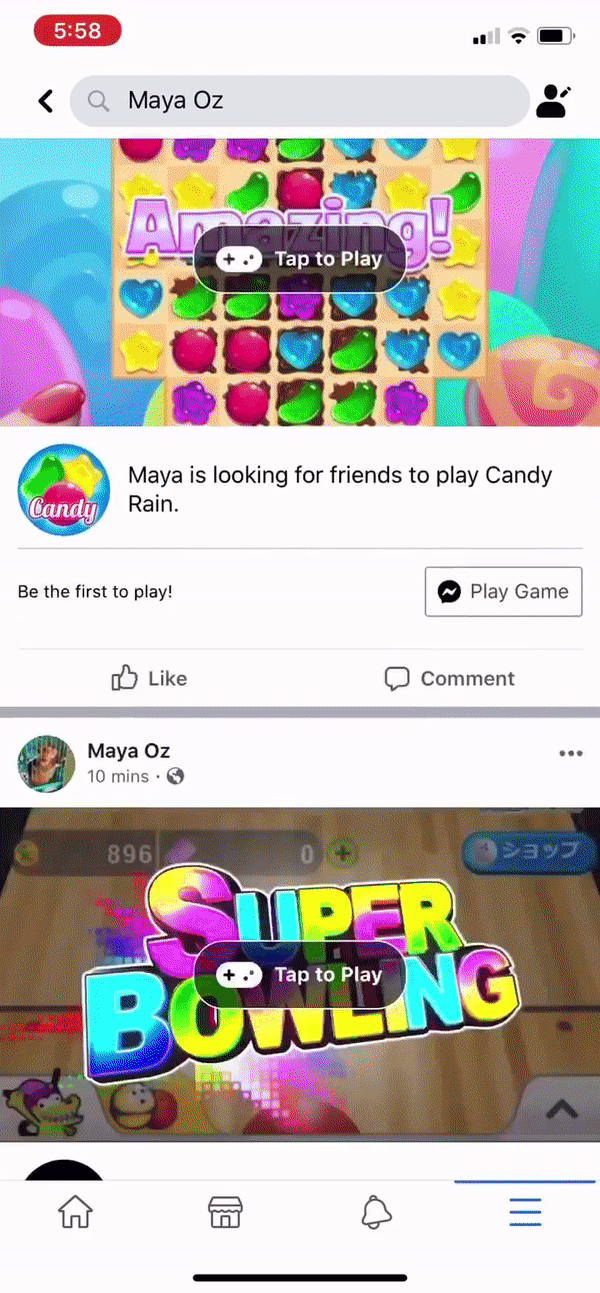 5:58
Maya Oz
Amazing!
Tap to Play
Candy
Maya is looking for friends to play Candy
Rain.
Be the first to play!
Play Game
Like
Comment
Maya Oz
10 mins ·
896
0
ショップ
SUPER
Tap to Play
BOWLING